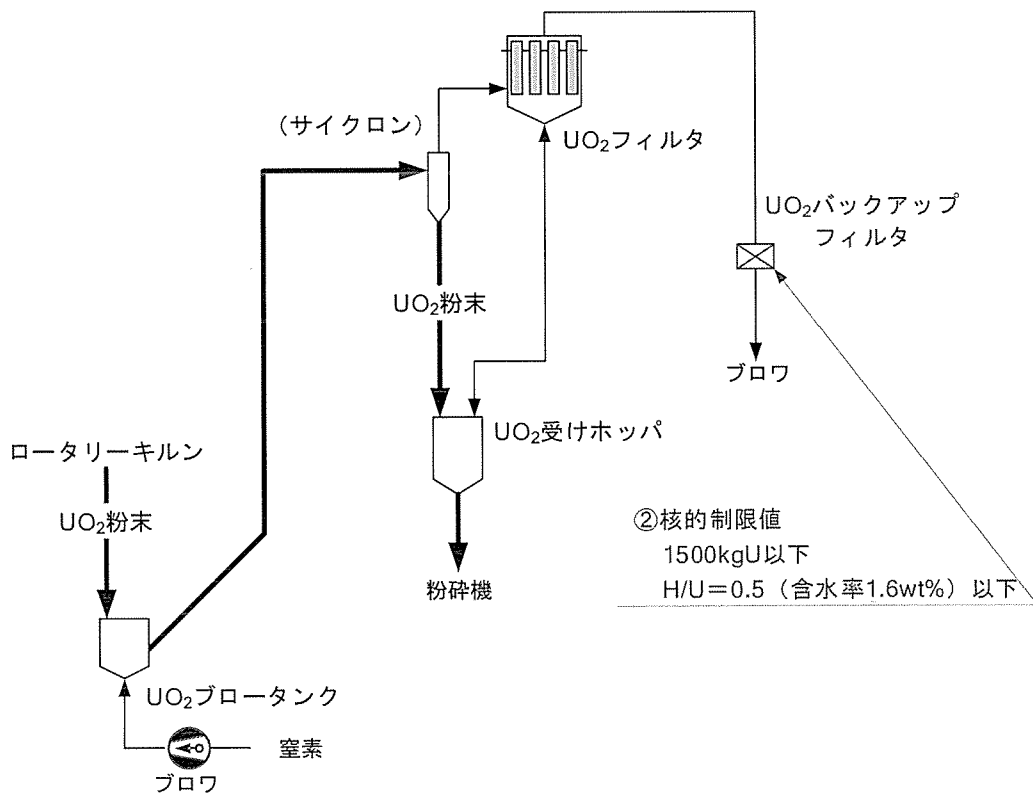 （サイクロン）
UO₂フィルタ
UO₂バックアップ
フィルタ
UO₂粉末
ブロワ
UO₂受けホッパ
ロータリーキルン
UO₂粉末
②核的制限値
1500kgU以下
H/U＝0.5（含水率1.6wt%）以下
粉砕機
UO₂ブロータンク
窒素
ブロワ